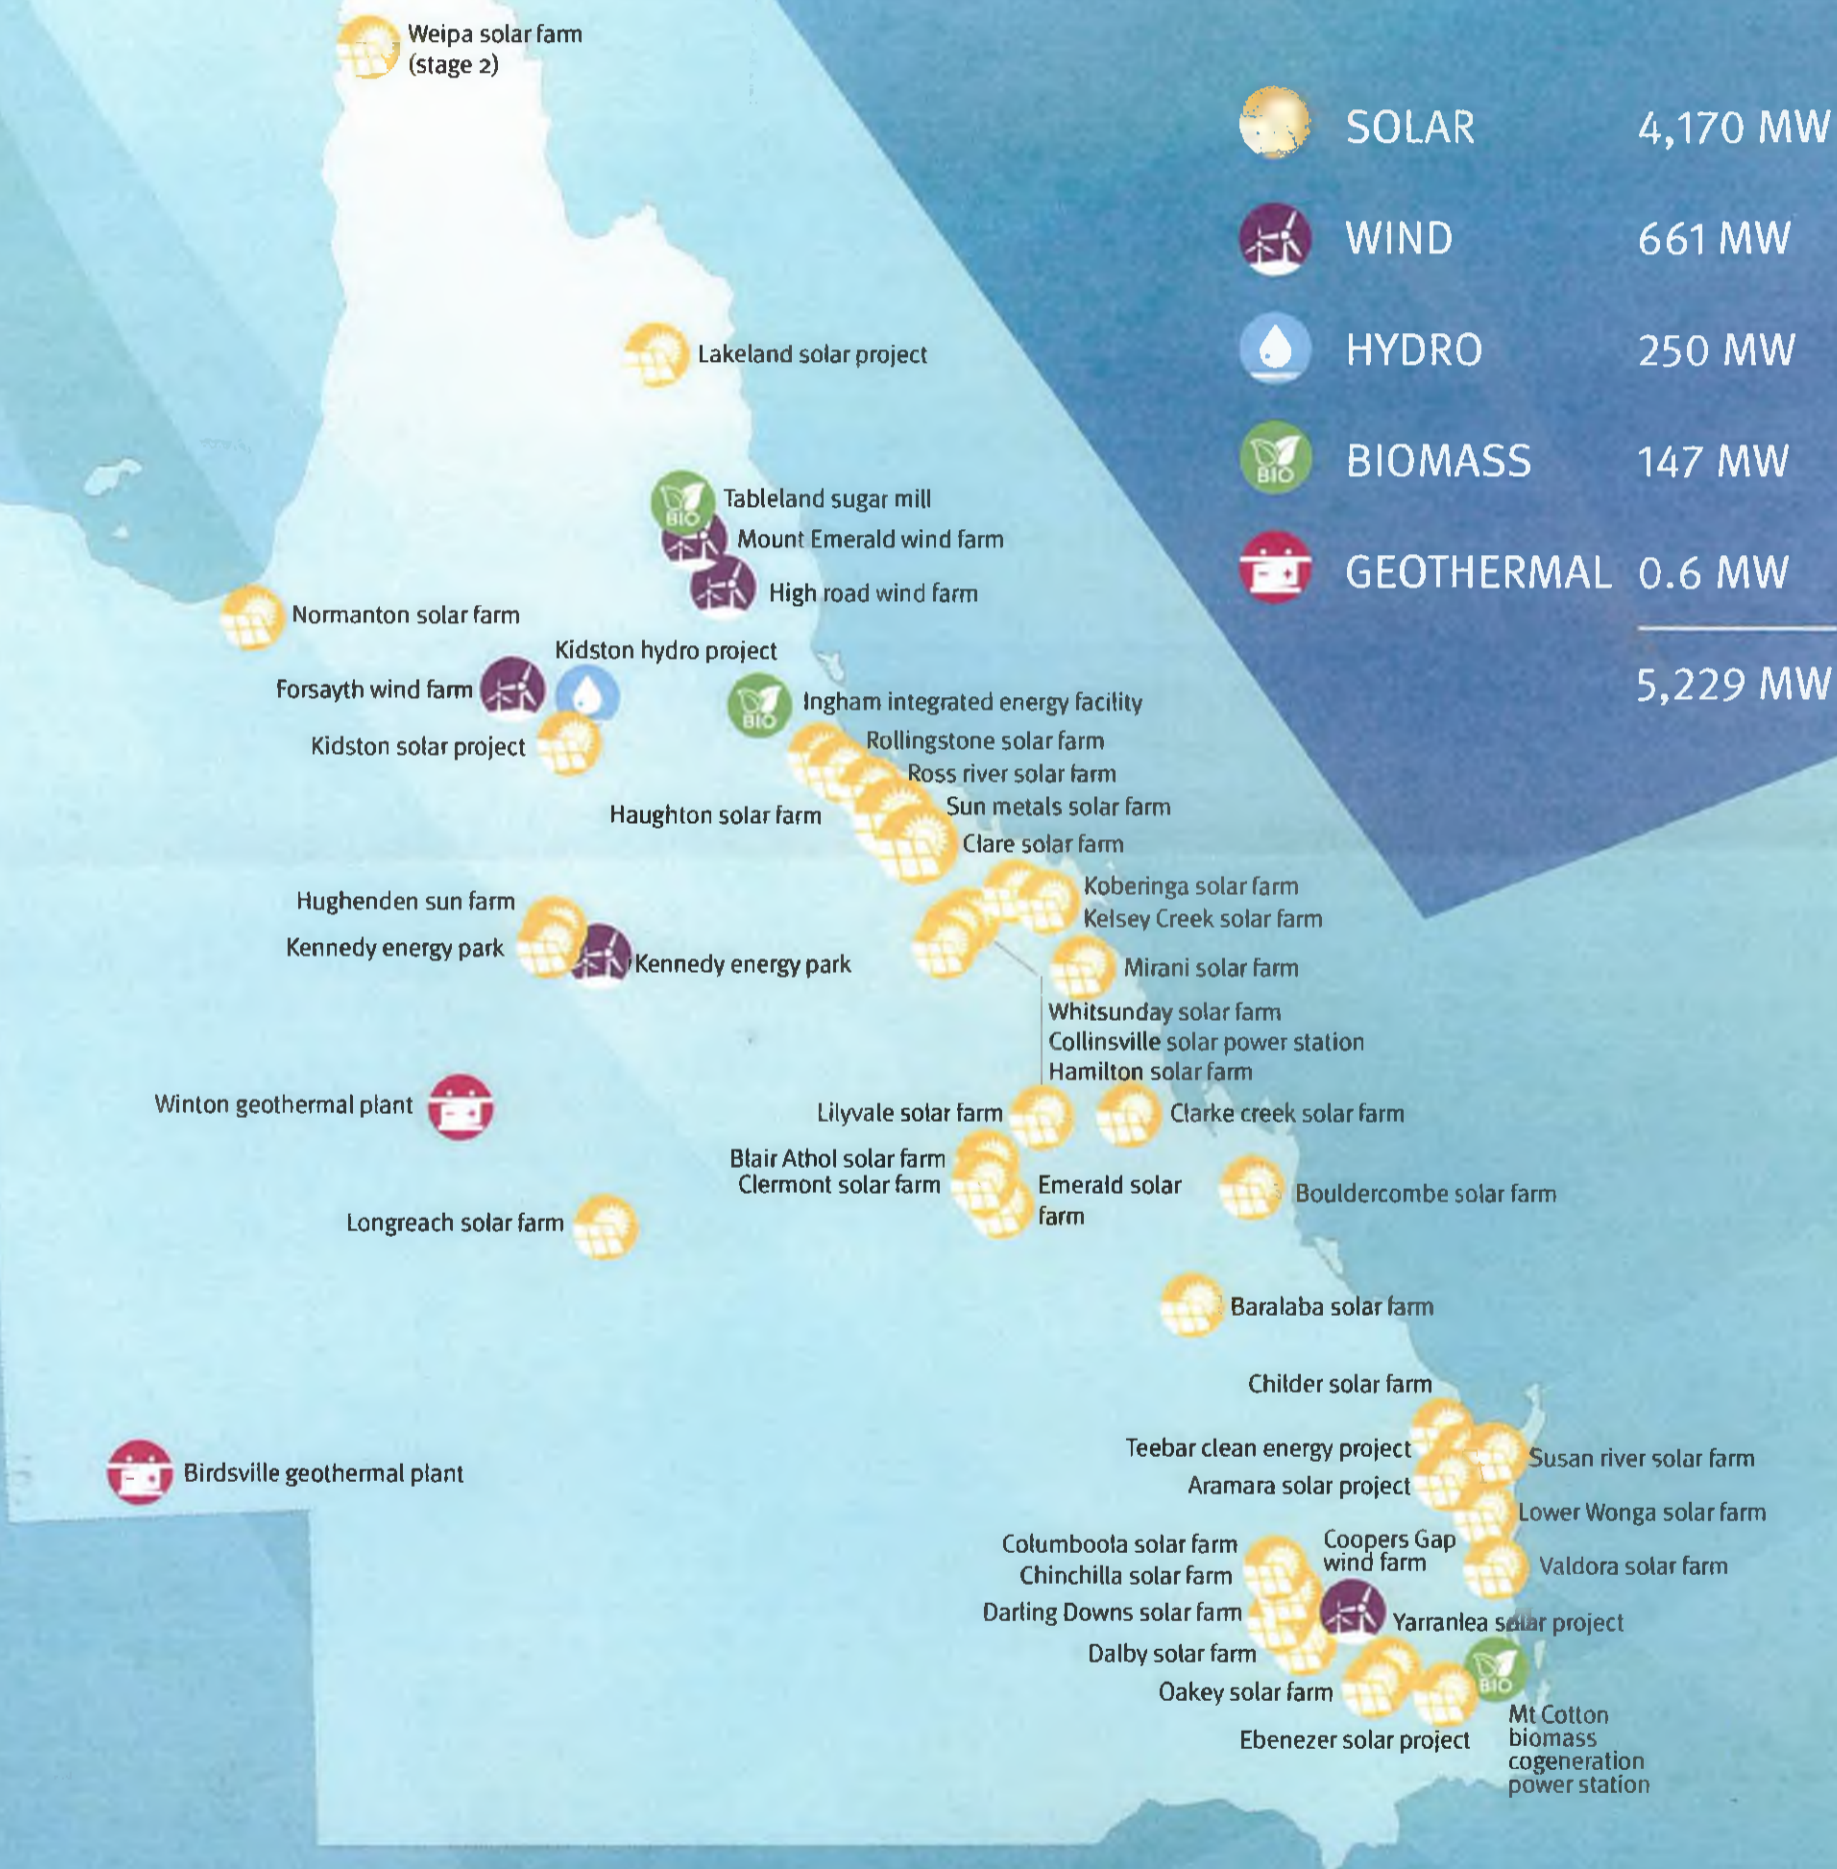 Weipa solar farm
(stage 2)
SOLAR 4,170 MW
WIND 661 MW
HYDRO 250 MW
BIOMASS 147 MW
GEOTHERMAL 0.6 MW
5,229 MW
Lakeland solar project
BIO
Tableland sugar mill
Mount Emerald wind farm
High road wind farm
Normanton solar farm
Kidston hydro project
Forsayth wind farm
BIO
Ingham integrated energy facility
Kidston solar project
Rollingstone solar farm
Ross river solar farm
Sun metals solar farm
Haughton solar farm
Clare solar farm
Koberinga solar farm
Kelsey Creek solar farm
Hughenden sun farm
Kennedy energy park
Kennedy energy park
Mirani solar farm
Whitsunday solar farm
Collinsville solar power station
Hamilton solar farm
Winton geothermal plant
Lilyvale solar farm
Clarke creek solar farm
Blair Athol solar farm
Clermont solar farm
Emerald solar
farm
Bouldercombe solar farm
Longreach solar farm
Baralaba solar farm
Childer solar farm
Teebar clean energy project
Susan river solar farm
Aramara solar project
Lower Wonga solar farm
Birdsville geothermal plant
Columboola solar farm
Coopers Gap
wind farm
Chinchilla solar farm
Valdora solar farm
Darling Downs solar farm
Yarranlea solar project
Dalby solar farm
Oakey solar farm
BIO
Ebenezer solar project
Mt Cotton
biomass
cogeneration
power station
BIO